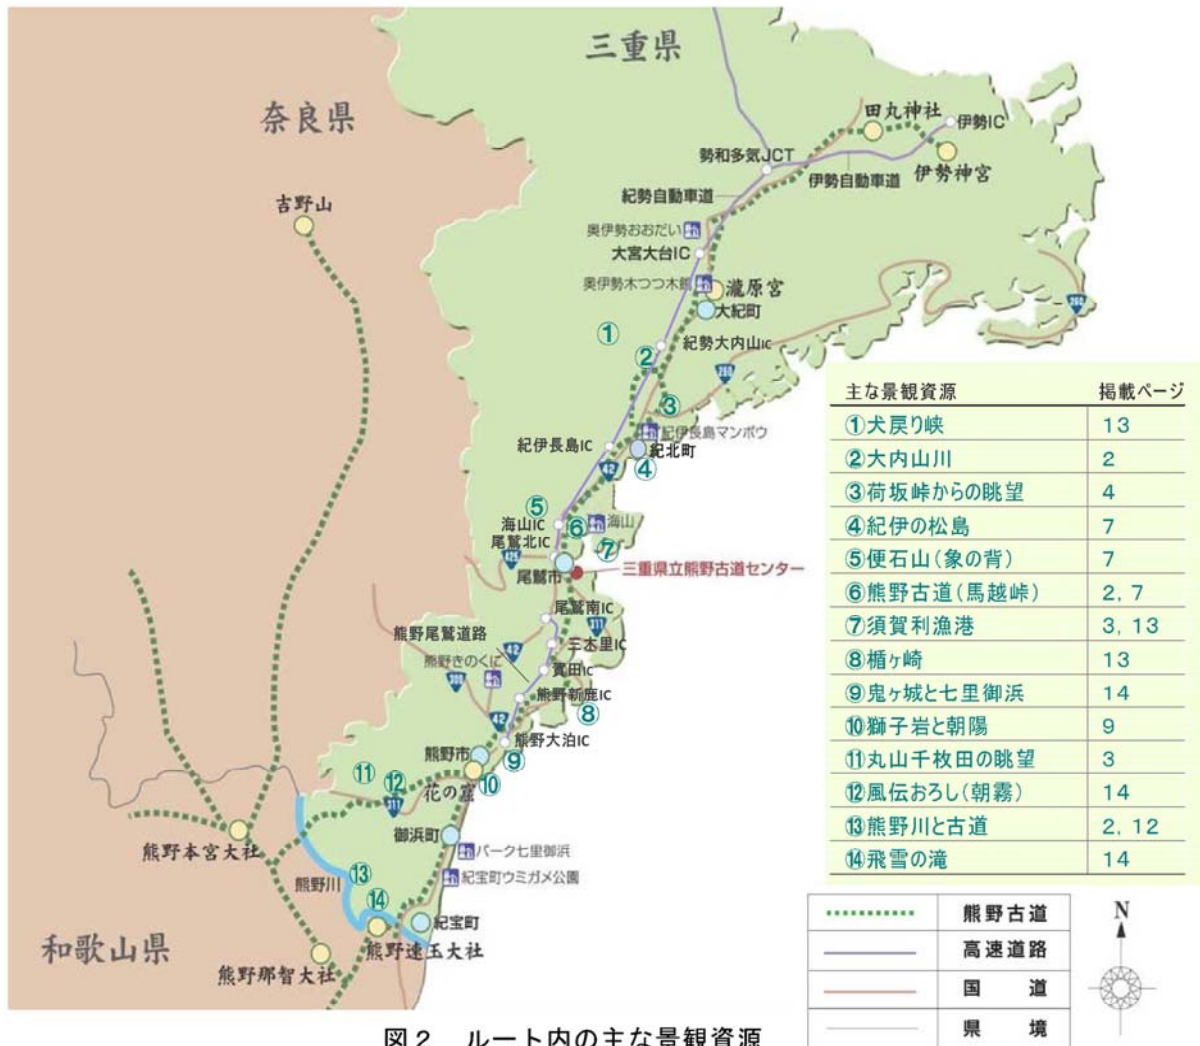 三重県
奈良県
田丸神社
伊勢IC
勢和多気JCT
伊勢自動車道
伊勢神宮
紀勢自動車道
吉野山
奥伊勢おおだい
大宮大台IC
奥伊勢木つつ木館
瀧原宮
大紀町
260
①
②
紀勢大内山IC
260
③
紀伊長島マンボウ
紀伊長島IC
紀北町
42
④
⑤
海山IC
⑥
海山
尾鷲北IC
⑦
425
尾鷲市
三重県立熊野古道センター
尾鷲南IC
311
熊野尾鷲道路
42
三木里IC
熊野きのくに
賀田IC
309
熊野新鹿IC
⑧
42
熊野大泊IC
熊野市
⑨
⑪
⑫
⑩
花の窟
311
御浜町
熊野本宮大社
パーク七里御浜
⑬
熊野川
紀宝町ウミガメ公園
⑭
紀宝町
和歌山県
熊野速玉大社
熊野那智大社
主な景観資源 掲載ページ
①犬戻り峡 13
②大内山川 2
③荷坂峠からの眺望 4
④紀伊の松島 7
⑤便石山(象の背) 7
⑥熊野古道(馬越峠) 2, 7
⑦須賀利漁港 3, 13
⑧楯ヶ崎 13
⑨鬼ヶ城と七里御浜 14
⑩獅子岩と朝陽 9
⑪丸山千枚田の眺望 3
⑫風伝おろし(朝霧) 14
⑬熊野川と古道 2, 12
⑭飛雪の滝 14
熊野古道
高速道路
国道
県境
N
図2 ルート内の主な景観資源